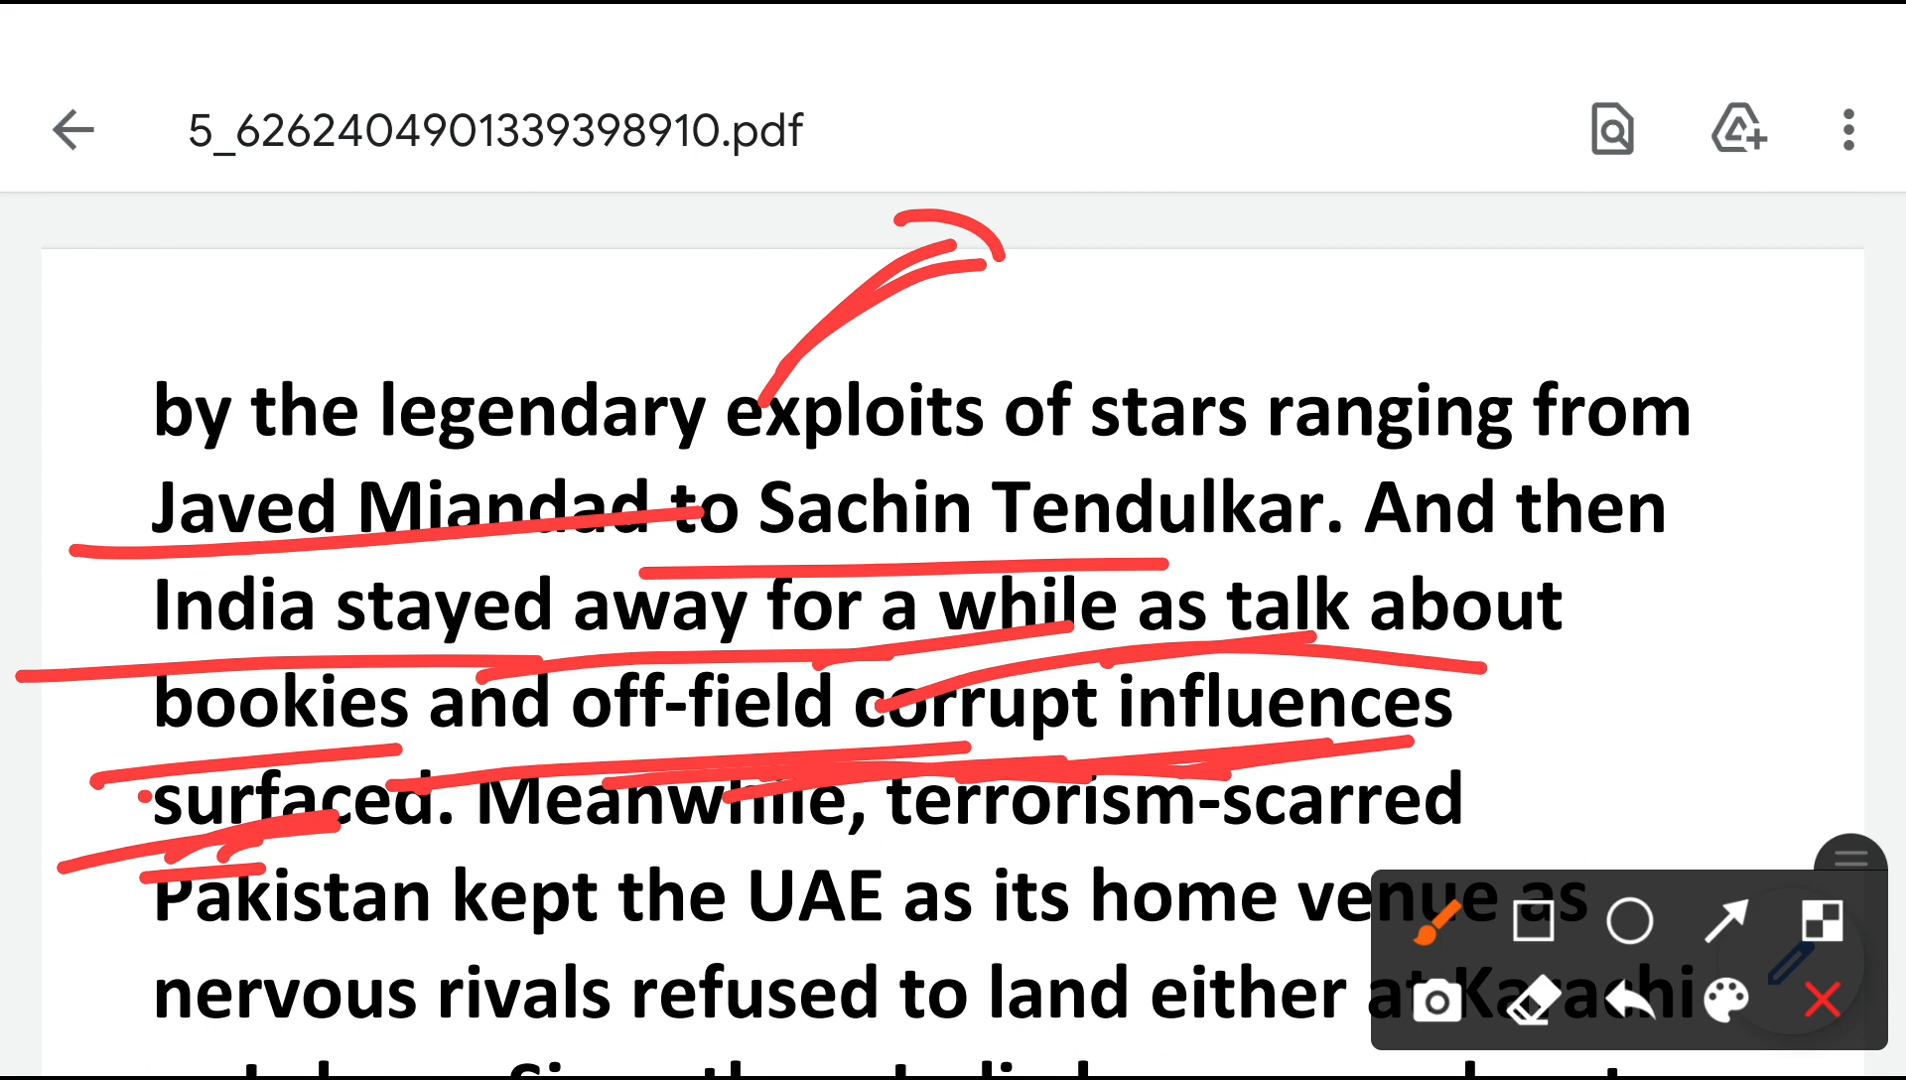 5_6262404901339398910.pdf
by the legendary exploits of stars ranging from
Javed Miandad to Sachin Tendulkar. And then
India stayed away for a while as talk about
bookies and off-field corrupt influences
surfaced. Meanwhile, terrorism-scarred
Pakistan kept the UAE as its home venue as
nervous rivals refused to land either at Karachi